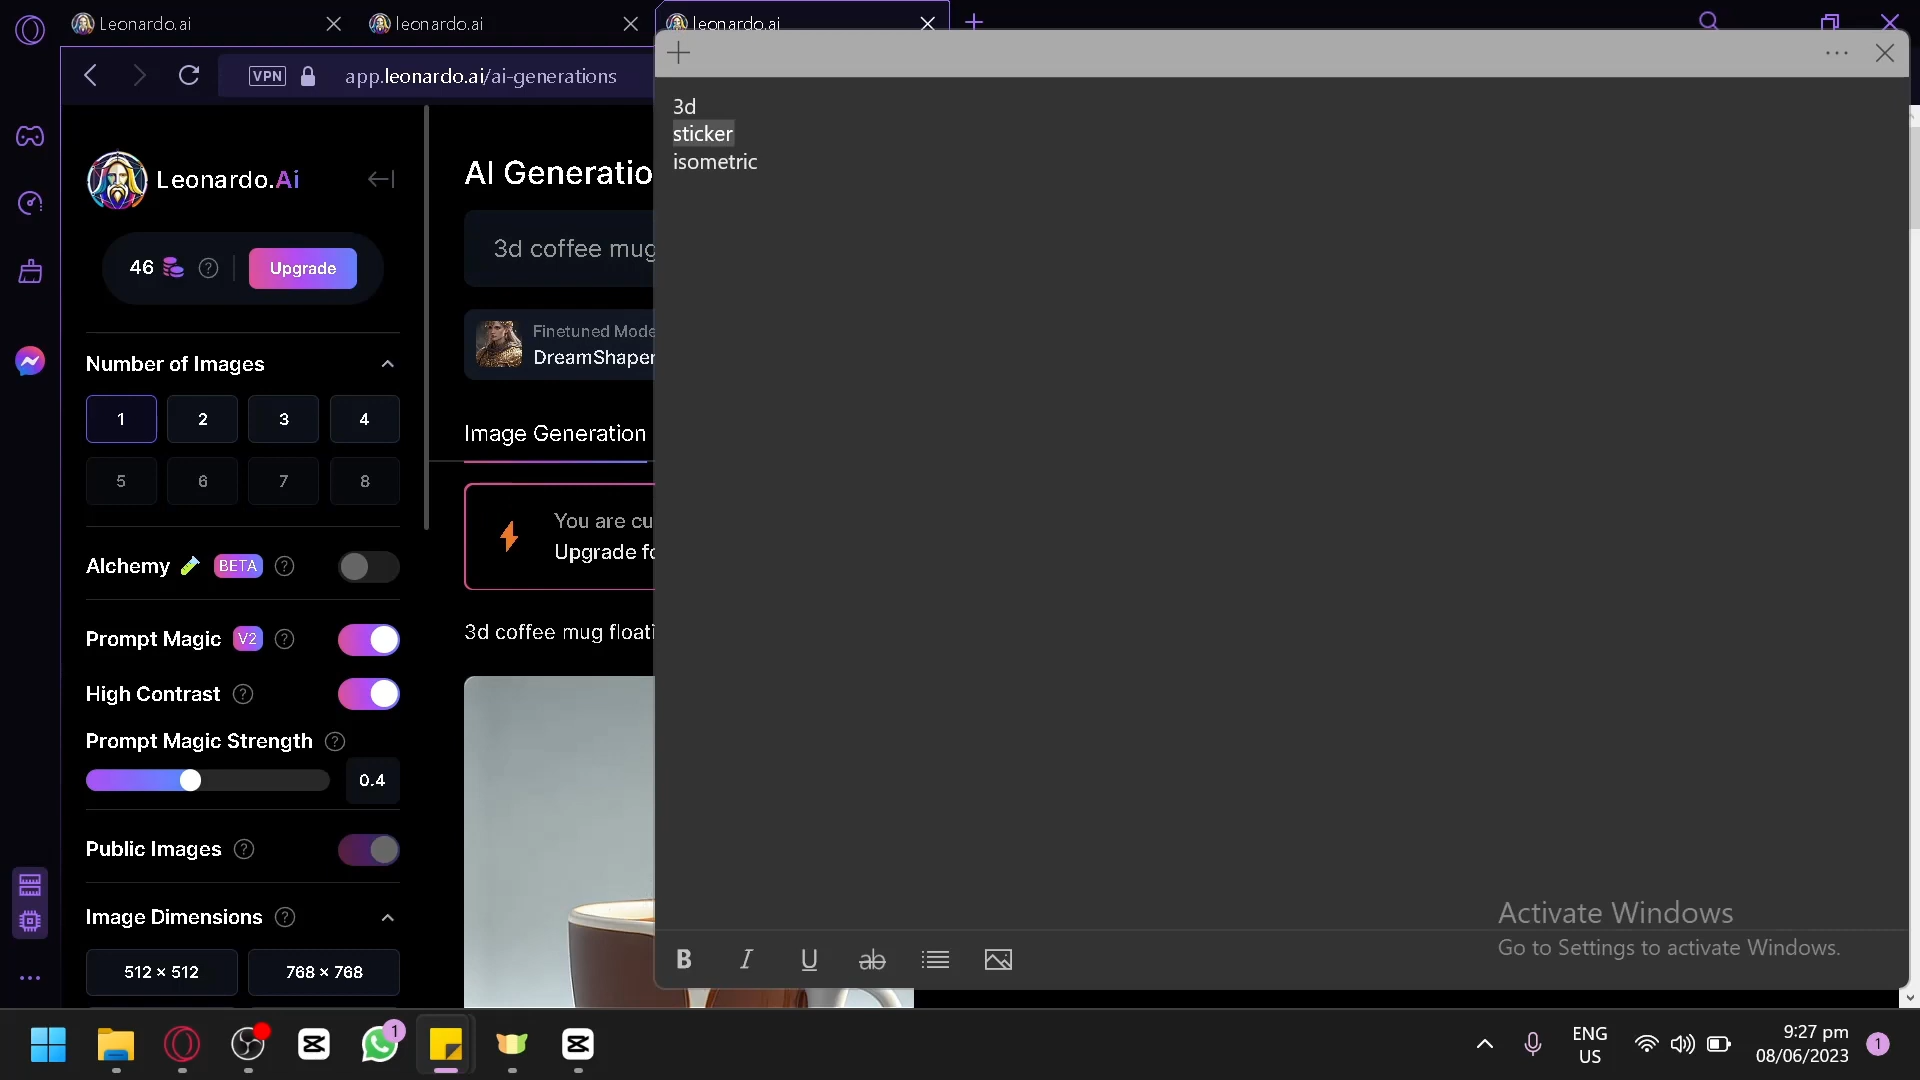 Leonardo.ai
leonardo.ai
leonardo.ai
VPN
app.leonardo.ai/ai-generations
3d
sticker
isometric
Leonardo.Ai
46
?
Upgrade
AI Generatio
3d coffee mug
Finetuned Mode
DreamShaper
Number of Images
1
2
3
4
5
6
7
8
Image Generation
You are cu
Upgrade fo
Alchemy BETA ?
Prompt Magic V2 ?
3d coffee mug floati
High Contrast ?
Prompt Magic Strength ?
0.4
Public Images ?
Image Dimensions ?
512 × 512
768 × 768
B I U ab
Activate Windows
Go to Settings to activate Windows.
1
ENG
US
9:27 pm
08/06/2023
1